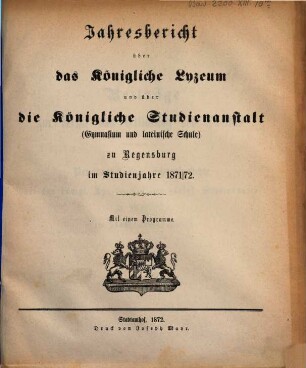 Jahresbericht
über
das Königliche Lyzeum
und über
die Königliche Studienanstalt
(Gymnasium und lateinische Schule)
zu Regensburg
im Studienjahre 1871/72.
Mit einem Programme
Stadtamhof, 1872.
Druck von Joseph Mayr.